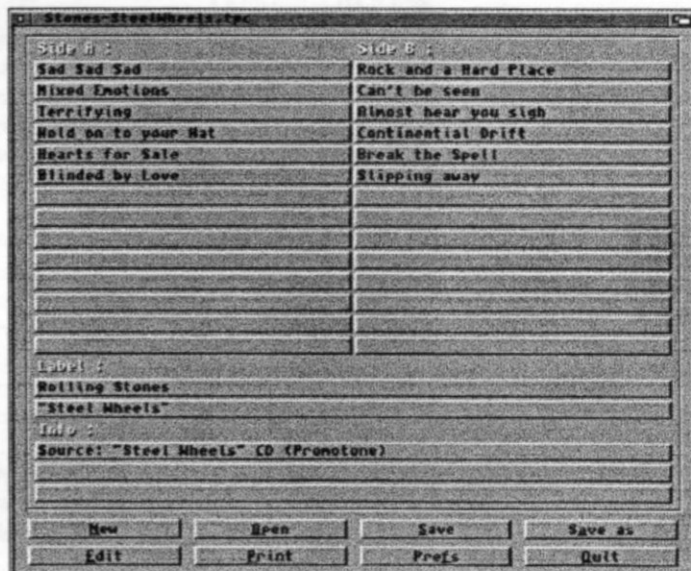 Stones-SteelWheels.tpc
Side A :
Sad Sad Sad
Mixed Emotions
Terrifying
Hold on to your Hat
Hearts for Sale
Blinded by Love
Side B :
Rock and a Hard Place
Can't be seen
Almost hear you sigh
Continential Drift
Break the Spell
Slipping away
Label :
Rolling Stones
"Steel Wheels"
Info :
Source: "Steel Wheels" CD (Promotone)
New Open Save Save as
Edit Print Prefs Quit